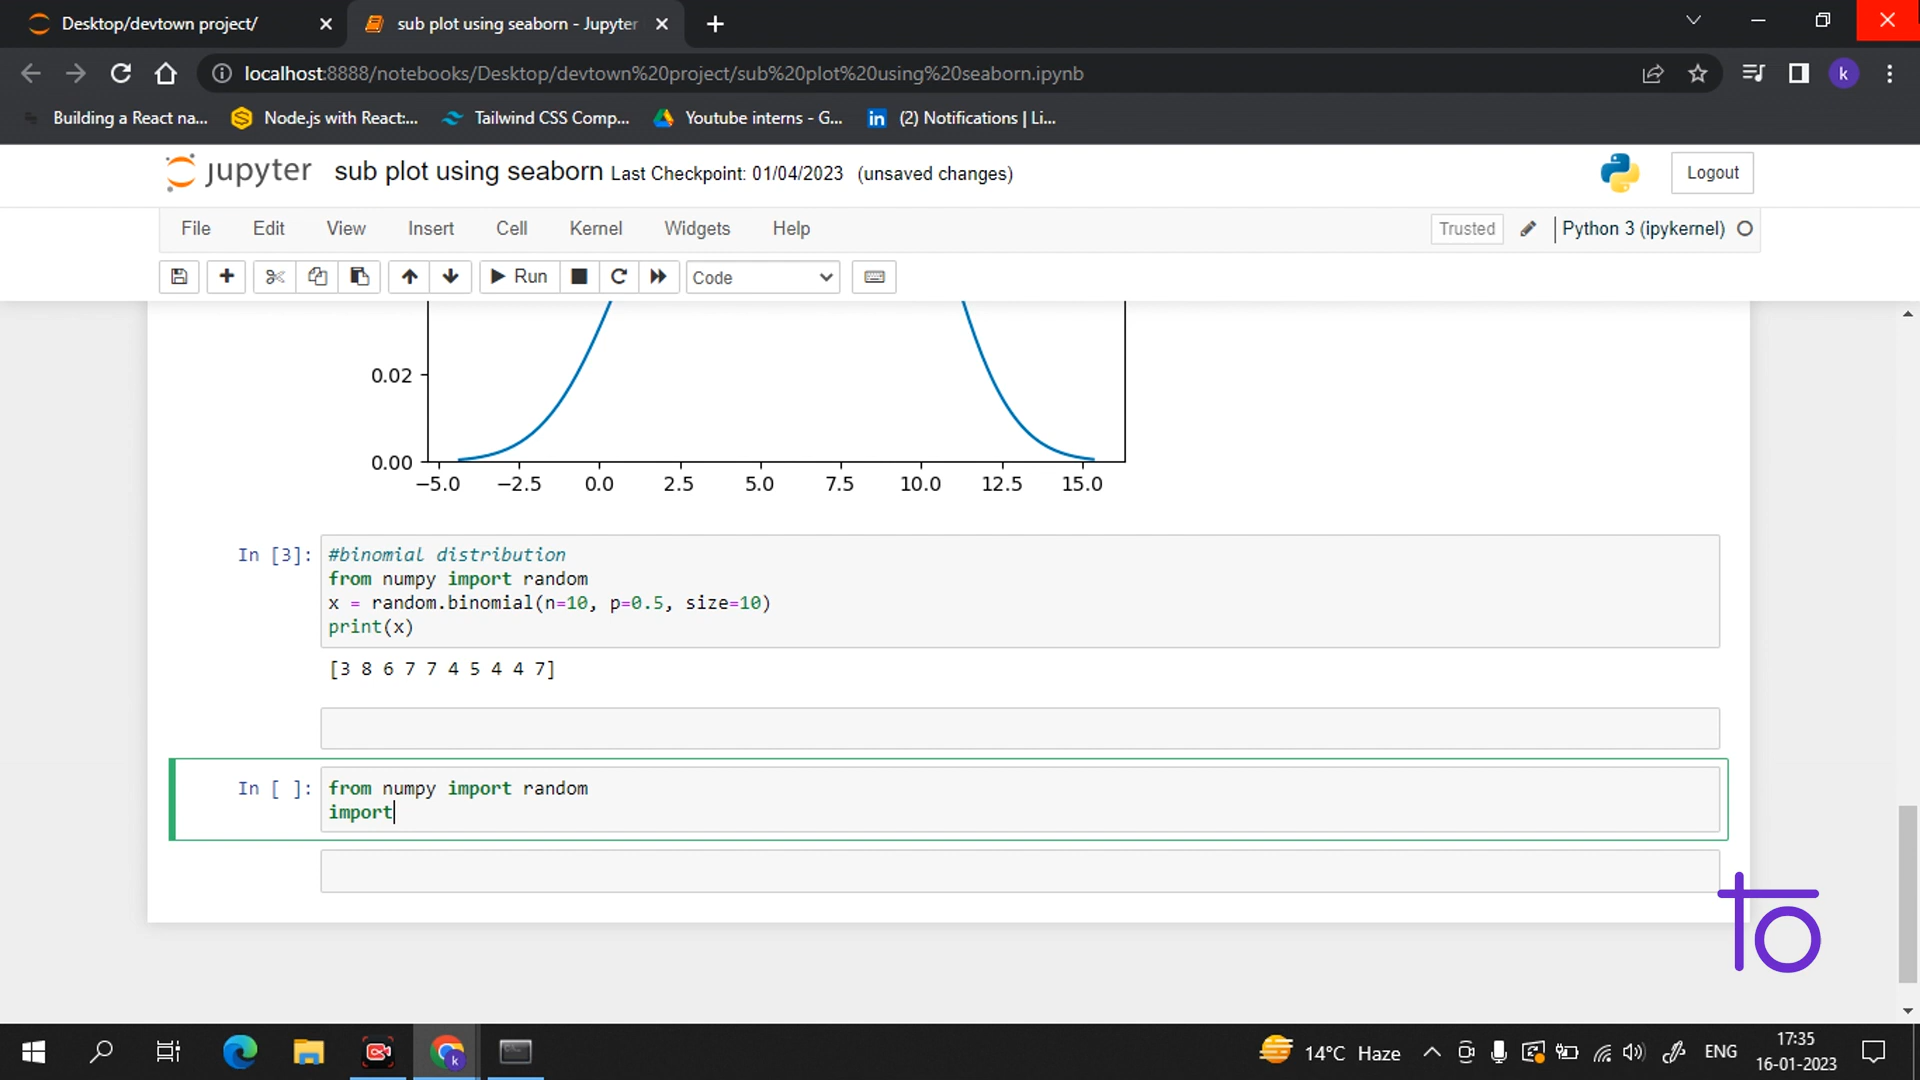 Desktop/devtown project/
sub plot using seaborn - Jupyter
localhost:8888/notebooks/Desktop/devtown%20project/sub%20plot%20using%20seaborn.ipynb
k
Building a React na...
Node.js with React:...
Tailwind CSS Comp...
Youtube interns - G...
in
(2) Notifications | Li...
jupyter
sub plot using seaborn Last Checkpoint: 01/04/2023 (unsaved changes)
Logout
File Edit View Insert Cell Kernel Widgets Help
Trusted
Python 3 (ipykernel)
Run
Code
0.02
0.00
−5.0 −2.5 0.0 2.5 5.0 7.5 10.0 12.5 15.0
In [3]:
#binomial distribution
from numpy import random
x = random.binomial(n=10, p=0.5, size=10)
print(x)
[3 8 6 7 7 4 5 4 4 7]
In [ ]:
from numpy import random
import
k
14°C Haze
ENG
17:35
16-01-2023